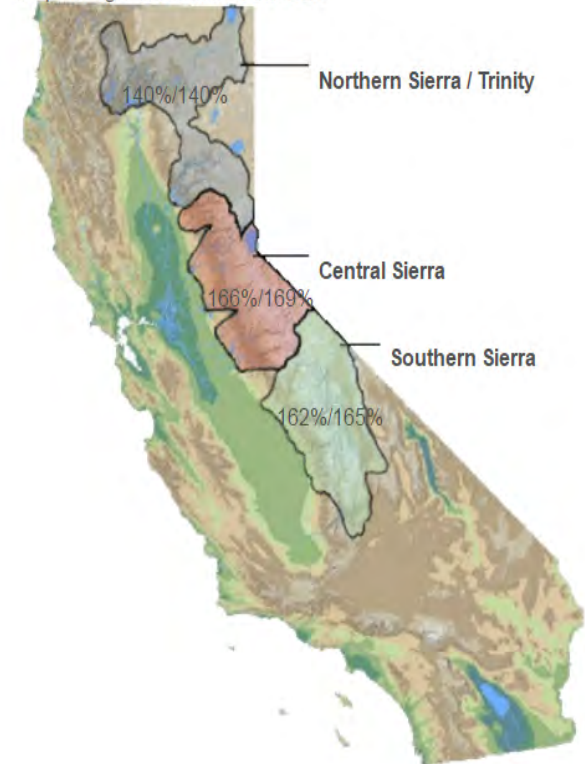 Northern Sierra / Trinity
140%/140%
Central Sierra
166%/169%
Southern Sierra
162%/165%